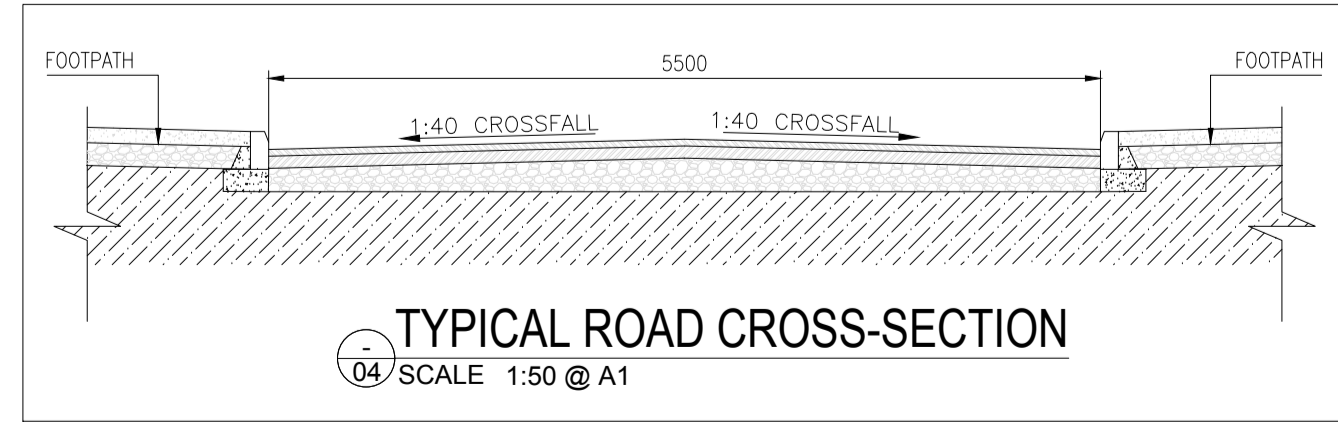 FOOTPATH
5500
FOOTPATH
1:40 CROSSFALL
1:40 CROSSFALL
TYPICAL ROAD CROSS-SECTION
-
04
SCALE 1:50 @ A1